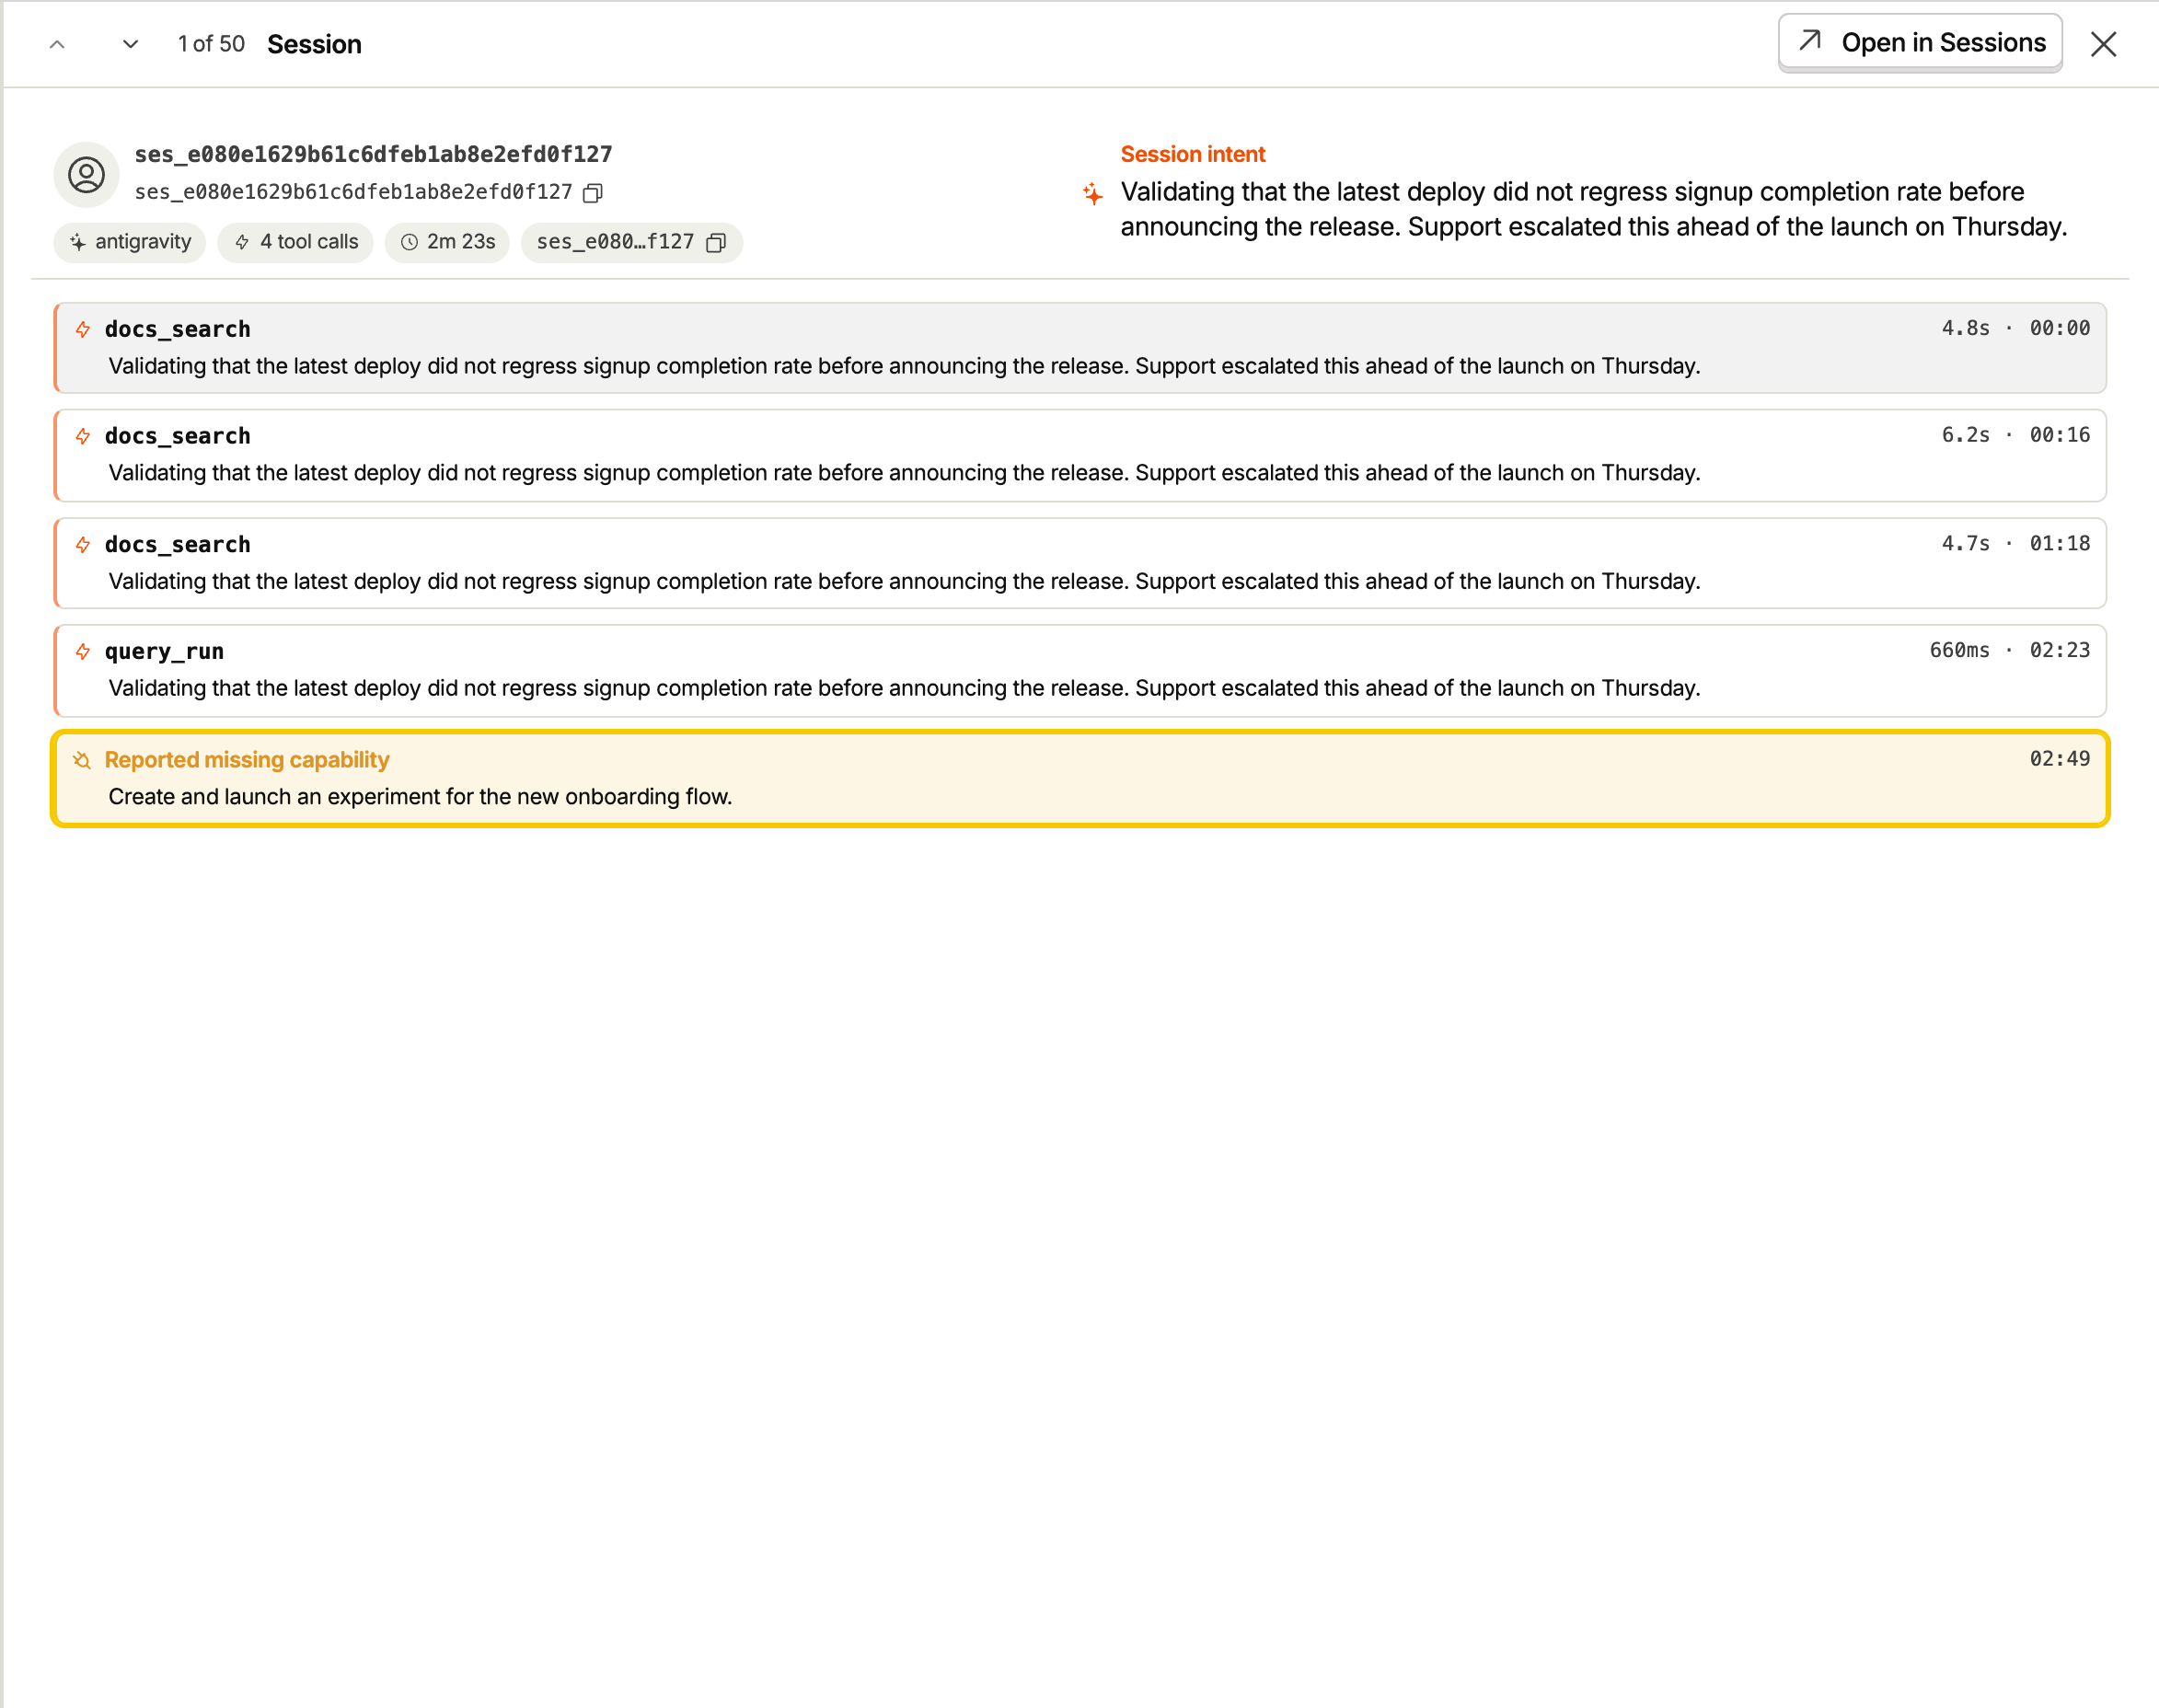 1 of 50 Session
Open in Sessions
ses_e080e1629b61c6dfeb1ab8e2efd0f127
ses_e080e1629b61c6dfeb1ab8e2efd0f127
antigravity
4 tool calls
2m 23s
ses_e080…f127
Session intent
Validating that the latest deploy did not regress signup completion rate before
announcing the release. Support escalated this ahead of the launch on Thursday.
docs_search
4.8s · 00:00
Validating that the latest deploy did not regress signup completion rate before announcing the release. Support escalated this ahead of the launch on Thursday.
docs_search
6.2s · 00:16
Validating that the latest deploy did not regress signup completion rate before announcing the release. Support escalated this ahead of the launch on Thursday.
docs_search
4.7s · 01:18
Validating that the latest deploy did not regress signup completion rate before announcing the release. Support escalated this ahead of the launch on Thursday.
query_run
660ms · 02:23
Validating that the latest deploy did not regress signup completion rate before announcing the release. Support escalated this ahead of the launch on Thursday.
Reported missing capability
02:49
Create and launch an experiment for the new onboarding flow.